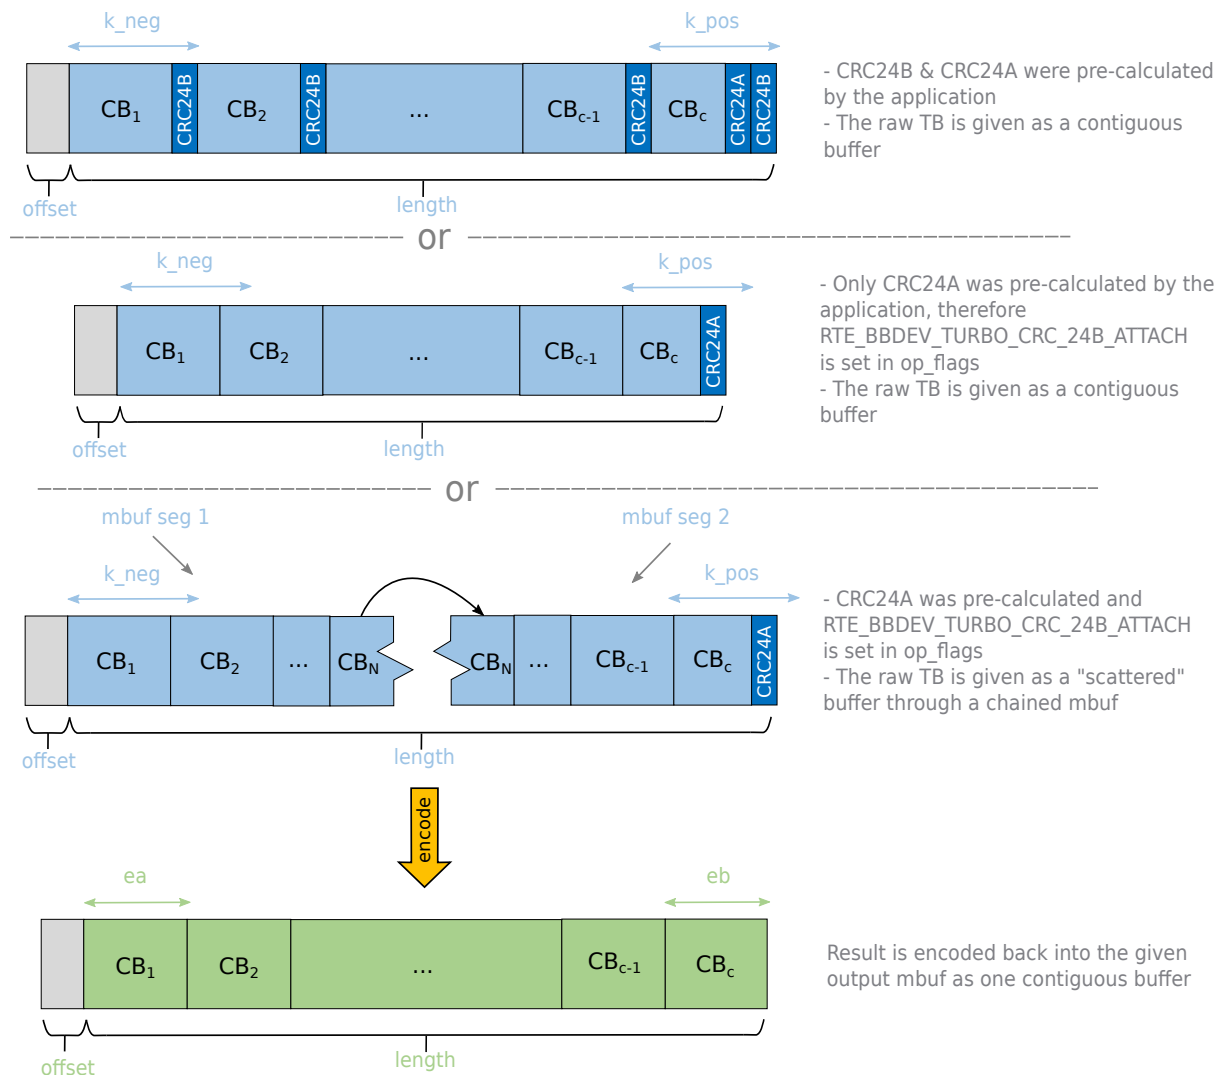 k_neg
k_pos
CB1
CRC24B
CB2
CRC24B
...
CBc-1
CRC24B
CBc
CRC24A
CRC24B
- CRC24B & CRC24A were pre-calculated
by the application
- The raw TB is given as a contiguous
buffer
offset
length
or
k_neg
k_pos
CB1
CB2
...
CBc-1
CBc
CRC24A
- Only CRC24A was pre-calculated by the
application, therefore
RTE_BBDEV_TURBO_CRC_24B_ATTACH
is set in op_flags
- The raw TB is given as a contiguous
buffer
offset
length
or
mbuf seg 1
mbuf seg 2
k_neg
k_pos
CB1
CB2
...
CBN
CBN
...
CBc-1
CBc
CRC24A
- CRC24A was pre-calculated and
RTE_BBDEV_TURBO_CRC_24B_ATTACH
is set in op_flags
- The raw TB is given as a "scattered"
buffer through a chained mbuf
offset
length
encode
ea
eb
CB1
CB2
...
CBc-1
CBc
Result is encoded back into the given
output mbuf as one contiguous buffer
offset
length